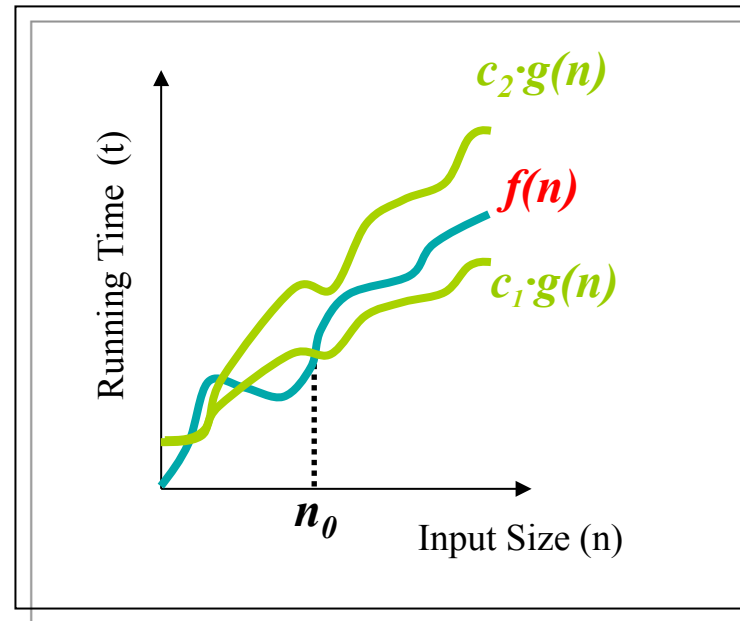 c₂·g(n)
f(n)
c₁·g(n)
Running Time (t)
n₀
Input Size (n)